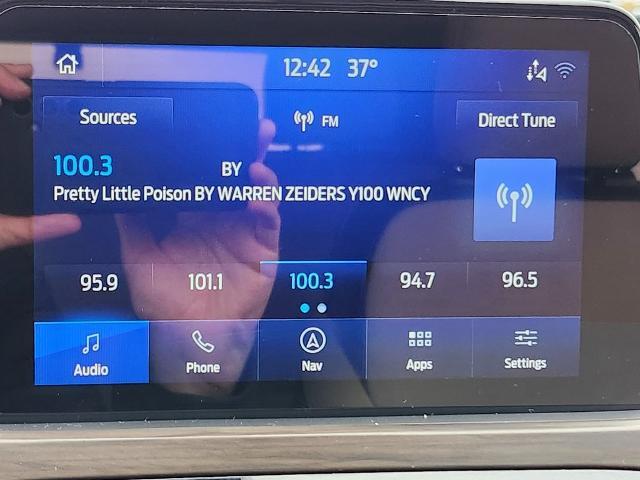 12:42 37°
Sources FM Direct Tune
100.3 BY
Pretty Little Poison BY WARREN ZEIDERS Y100 WNCY
95.9 101.1 100.3 94.7 96.5
Audio Phone Nav Apps Settings